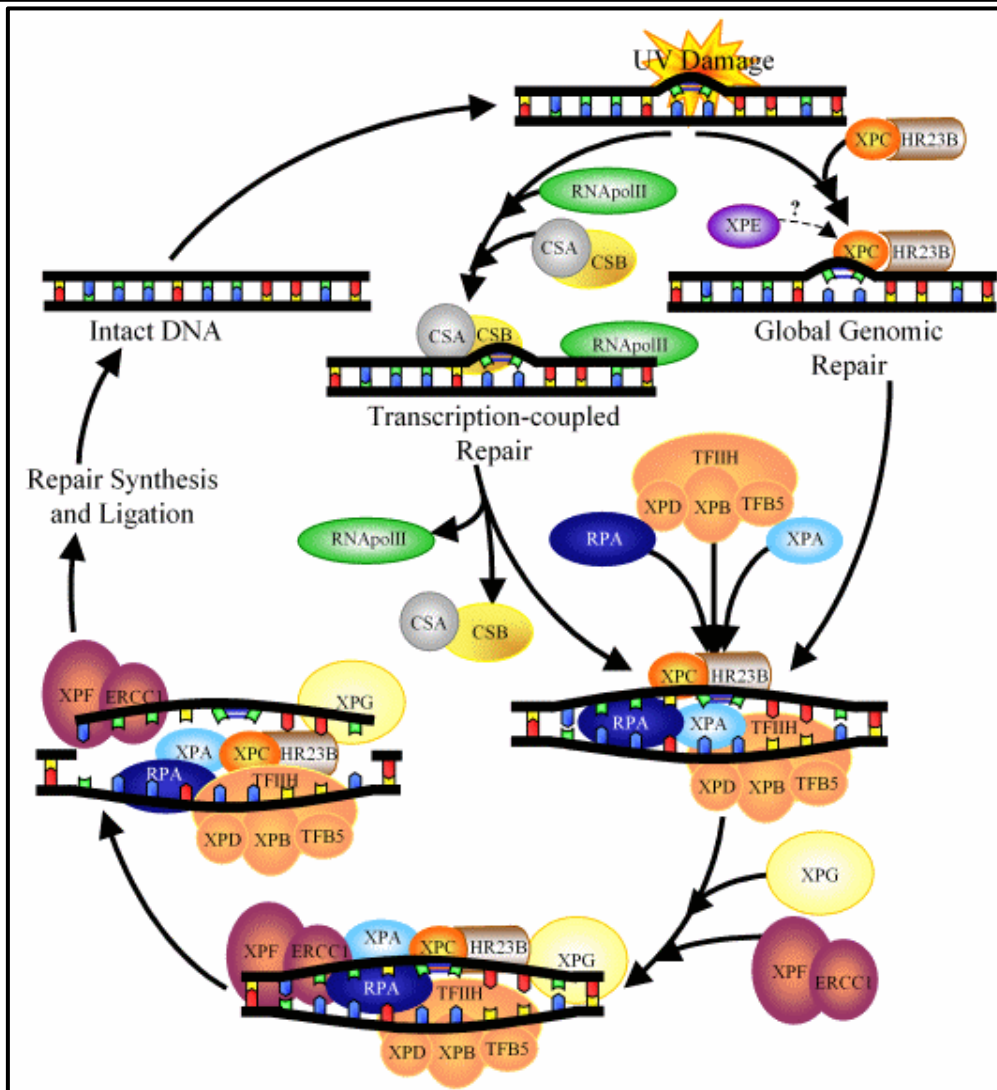 UV Damage
XPC
HR23B
RNApolII
XPE
?
CSA
CSB
XPC
HR23B
Intact DNA
CSA
CSB
RNApolII
Global Genomic
Repair
Transcription-coupled
Repair
TFIIH
XPD
XPB
TFB5
Repair Synthesis
and Ligation
RNApolII
RPA
XPA
CSA
CSB
XPC
HR23B
XPF
ERCC1
XPG
RPA
XPA
TFIIH
XPA
XPC
HR23B
RPA
TFIIH
XPD
XPB
TFB5
XPD
XPB
TFB5
XPG
XPF
ERCC1
XPA
XPC
HR23B
XPG
XPF
ERCC1
RPA
TFIIH
XPD
XPB
TFB5